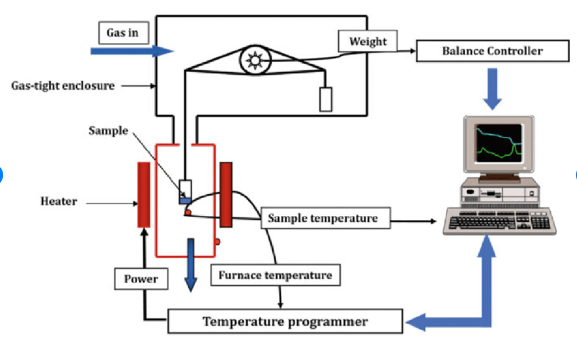 Gas in
Weight
Balance Controller
Gas-tight enclosure
Sample
Heater
Sample temperature
Furnace temperature
Power
Temperature programmer